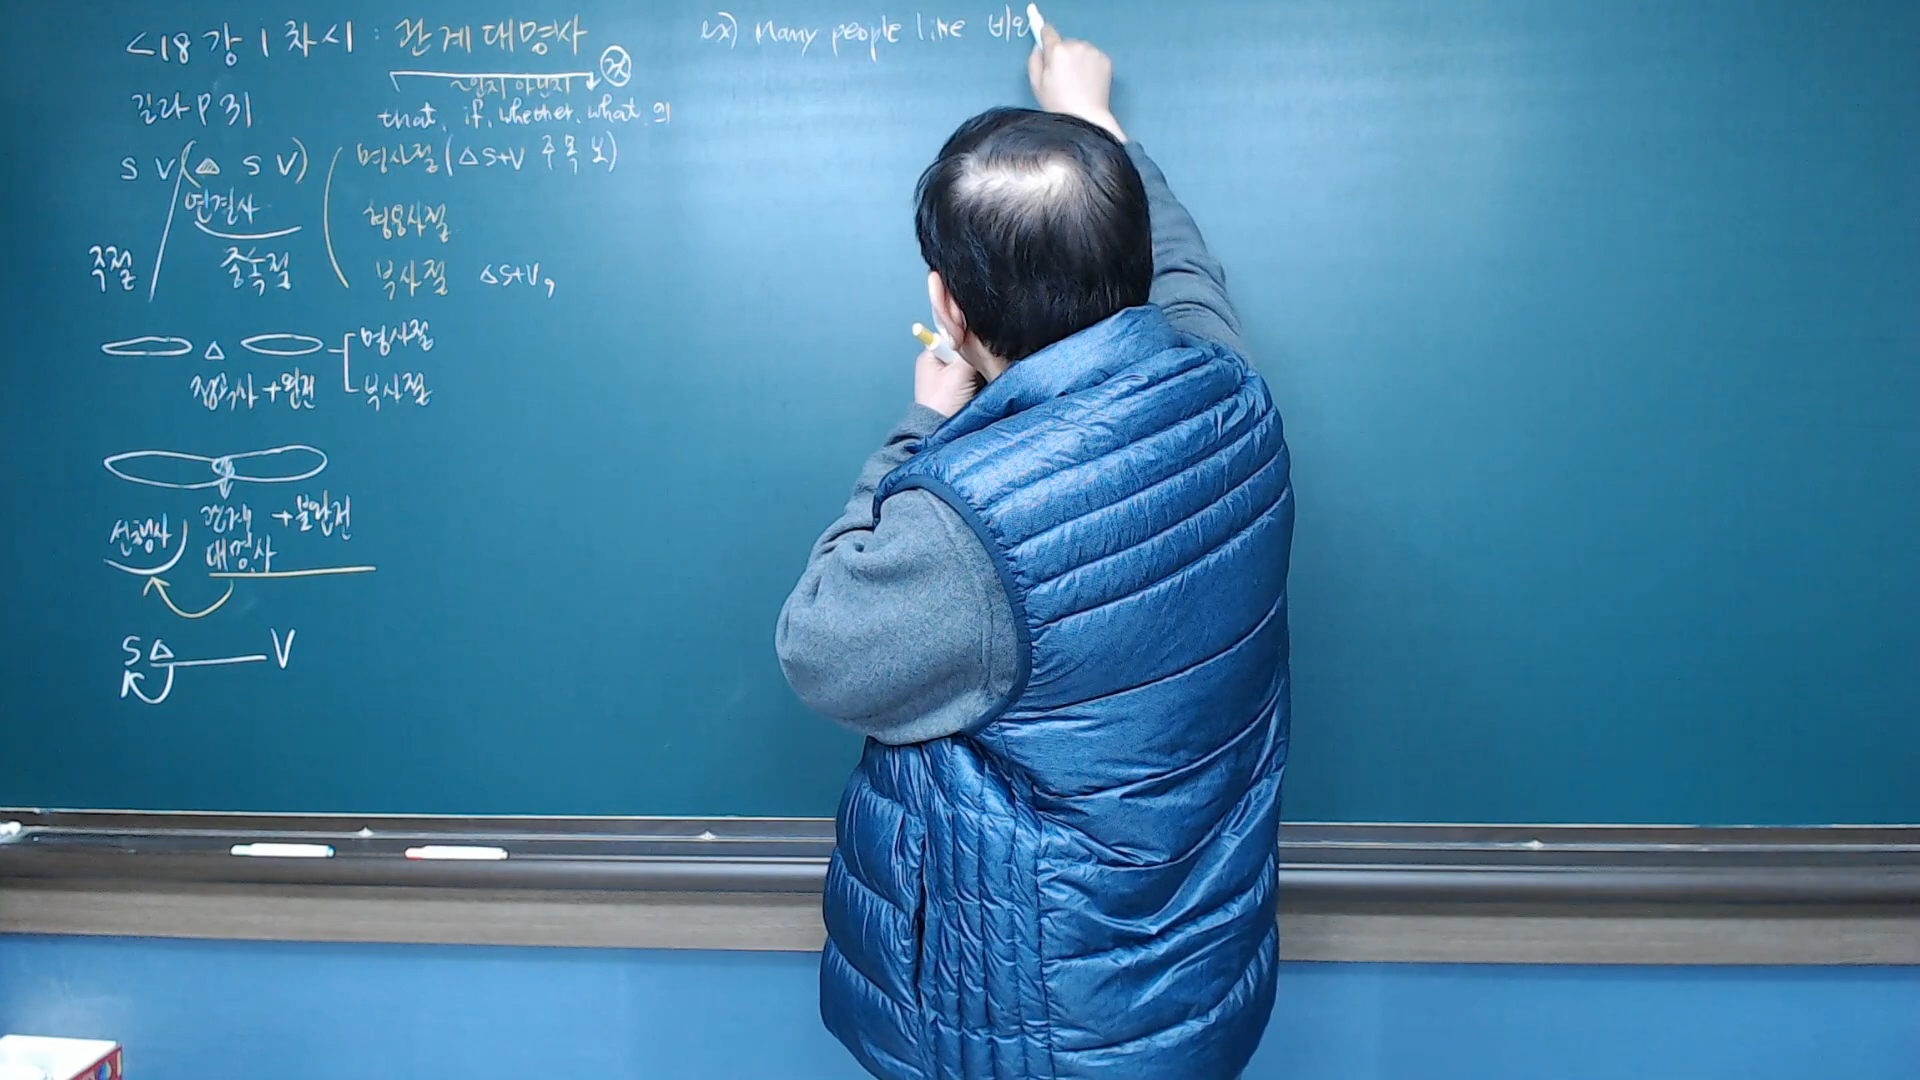 <18강 1차시 : 관계대명사
것
~인지 아닌지
길라 P 31
that, if, whether, what, 의
S V (△ S V)
명사절 (△ S+V 주 목 보)
연결사
형용사절
주절
종속절
부사절 △S+V,
△
명사절
접속사 + 완전
부사절
선행사
관계
대명사
+ 불완전
S △ V
ex) Many people like 비